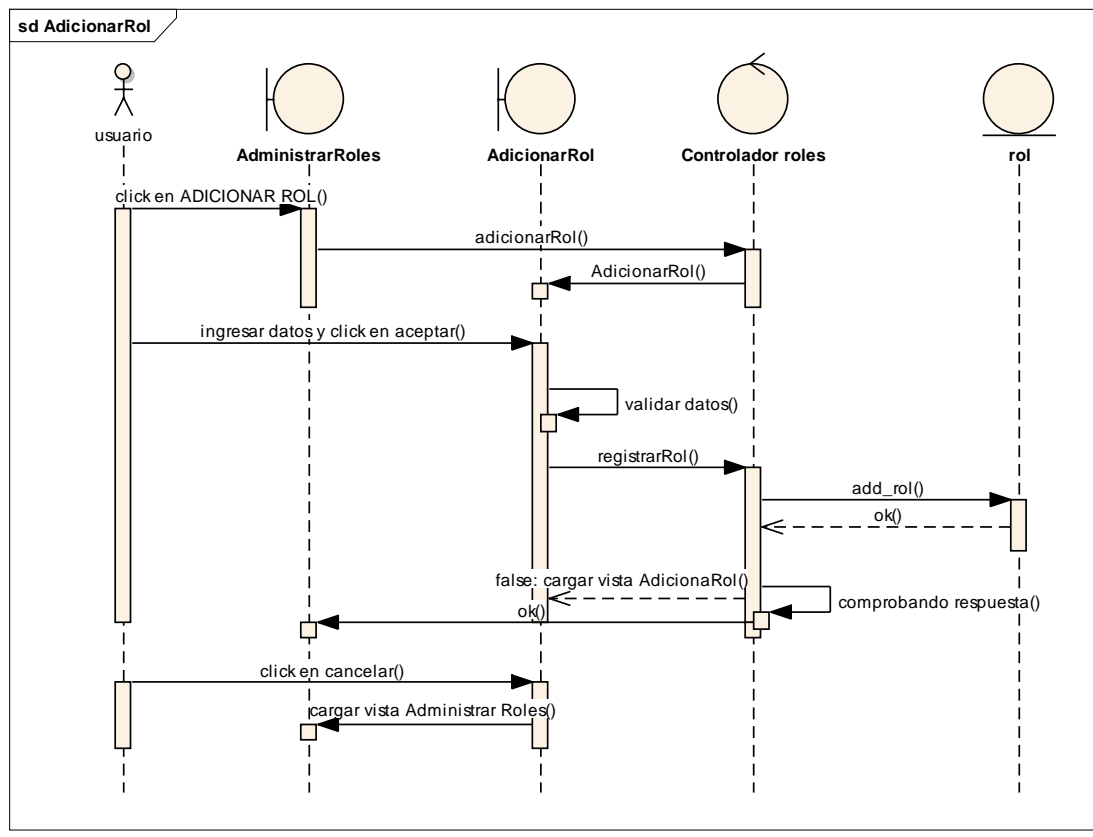 sd AdicionarRol
usuario
AdministrarRoles
AdicionarRol
Controlador roles
rol
click en ADICIONAR ROL()
adicionarRol()
AdicionarRol()
ingresar datos y click en aceptar()
validar datos()
registrarRol()
add_rol()
ok()
false: cargar vista AdicionaRol()
comprobando respuesta()
ok()
click en cancelar()
cargar vista Administrar Roles()